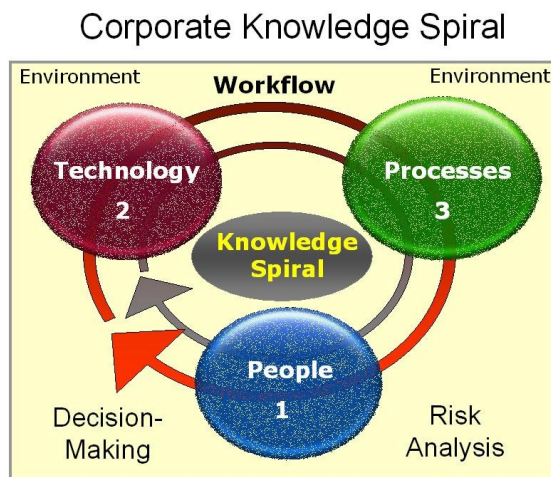 Corporate Knowledge Spiral
Environment
Workflow
Environment
Technology
2
Processes
3
Knowledge
Spiral
People
1
Decision-
Making
Risk
Analysis